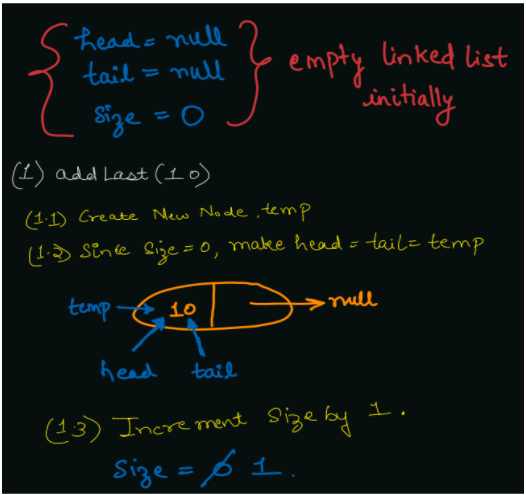 head = null
tail = null
size = 0
empty linked list
initially
(1) addLast(10)
(1.1) Create New Node, temp
(1.2) Since Size = 0, make head = tail = temp
temp
10
null
head tail
(1.3) Increment Size by 1.
Size = 0 1.